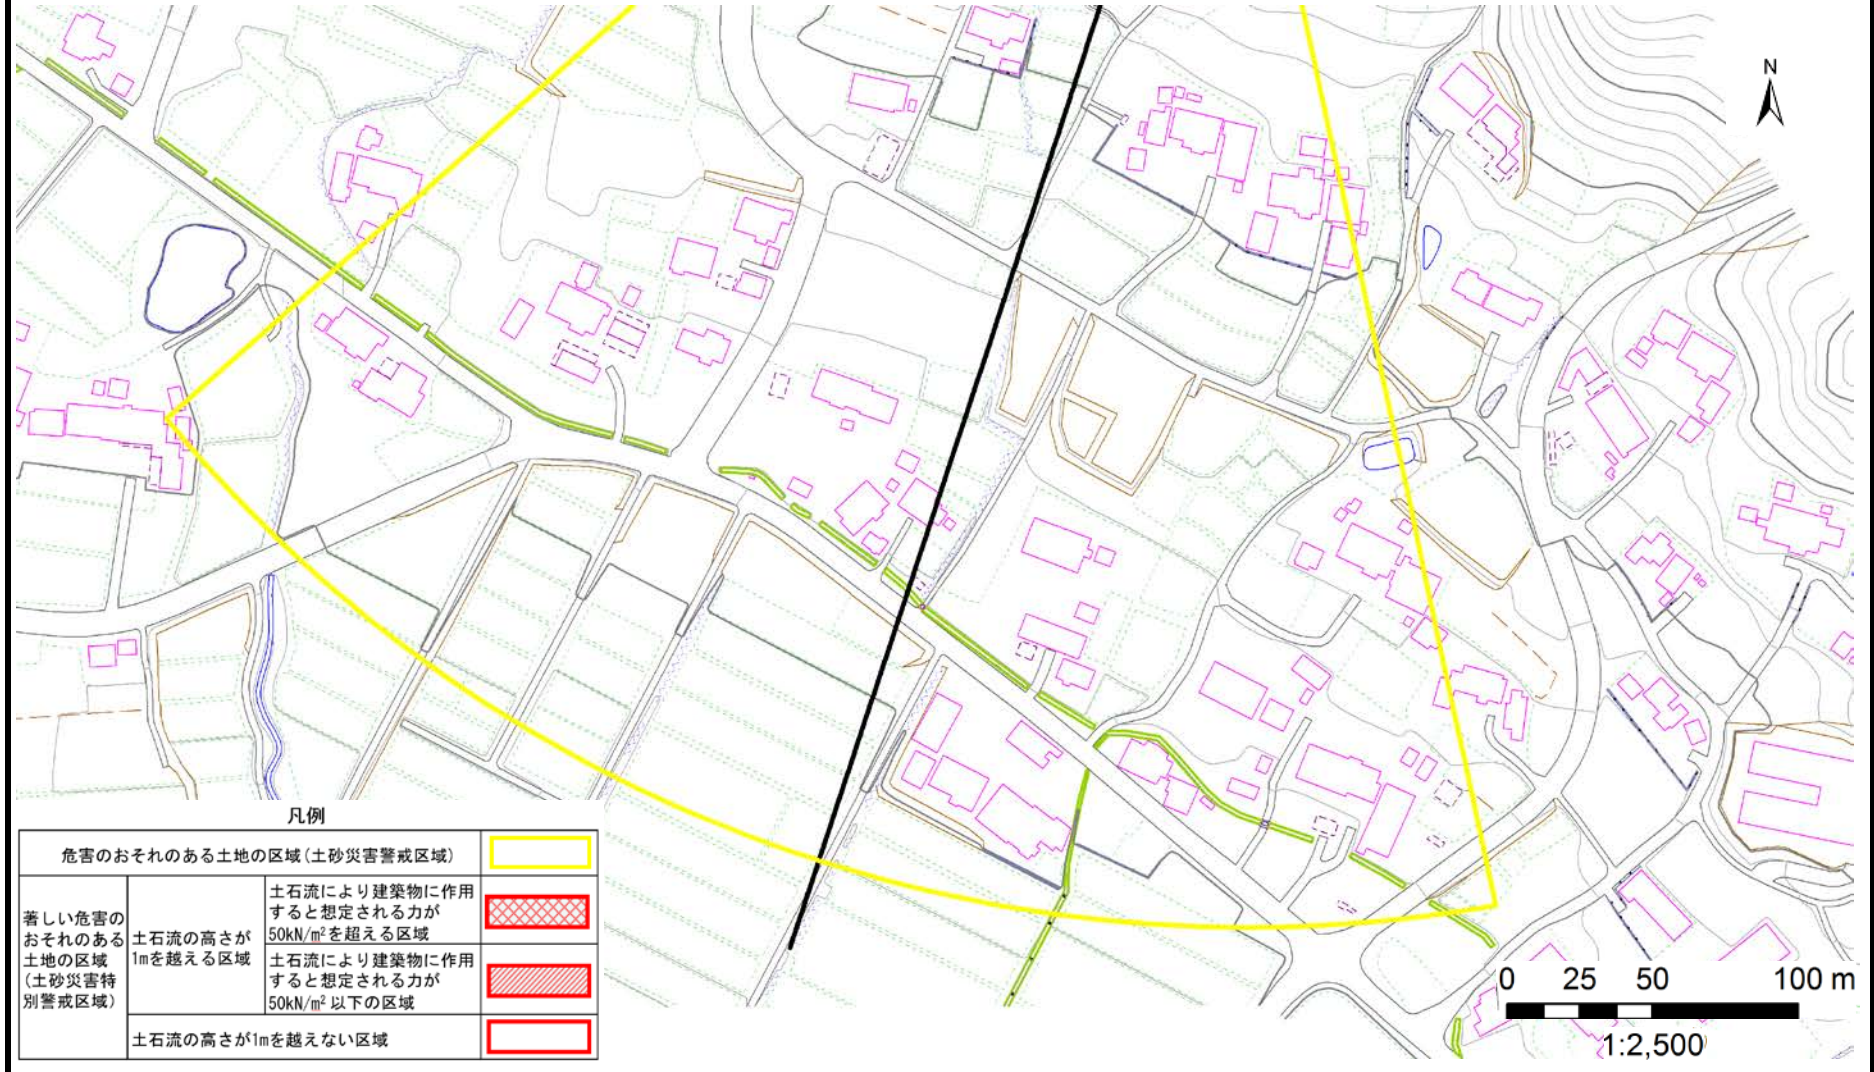 N
凡例
危害のおそれのある土地の区域(土砂災害警戒区域)
著しい危害の
おそれのある
土地の区域
(土砂災害特
別警戒区域)
土石流の高さが
1mを越える区域
土石流により建築物に作用
すると想定される力が
50kN/㎡を超える区域
土石流により建築物に作用
すると想定される力が
50kN/㎡以下の区域
土石流の高さが1mを越えない区域
0 25 50 100 m
1:2,500